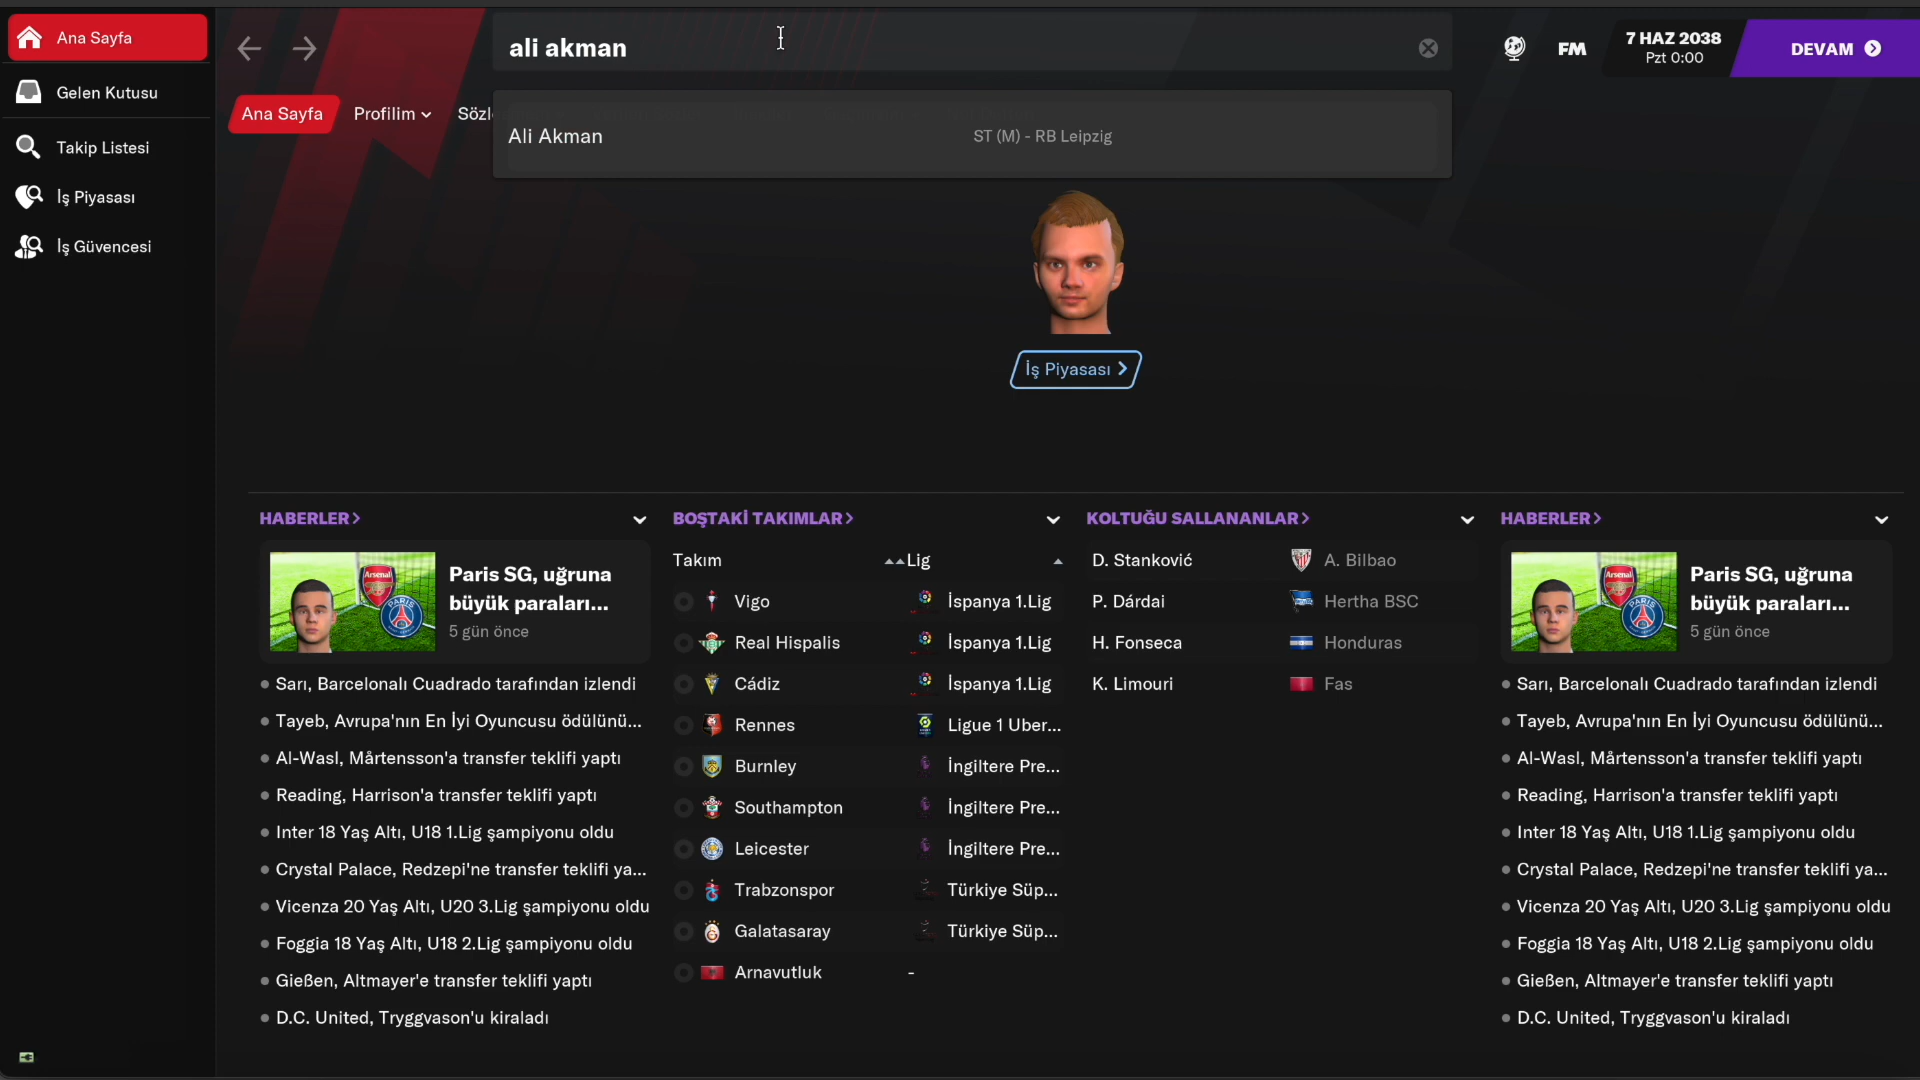 Ana Sayfa
Gelen Kutusu
Takip Listesi
İş Piyasası
İş Güvencesi
ali akman
FM
7 HAZ 2038
Pzt 0:00
DEVAM
Ana Sayfa
Profilim
Ali Akman
ST (M) - RB Leipzig
İş Piyasası
HABERLER
Arsenal
PARIS
Paris SG, uğruna
büyük paraları...
5 gün önce
Sarı, Barcelonalı Cuadrado tarafından izlendi
Tayeb, Avrupa'nın En İyi Oyuncusu ödülünü...
Al-Wasl, Mårtensson'a transfer teklifi yaptı
Reading, Harrison'a transfer teklifi yaptı
Inter 18 Yaş Altı, U18 1.Lig şampiyonu oldu
Crystal Palace, Redzepi'ne transfer teklifi ya...
Vicenza 20 Yaş Altı, U20 3.Lig şampiyonu oldu
Foggia 18 Yaş Altı, U18 2.Lig şampiyonu oldu
Gießen, Altmayer'e transfer teklifi yaptı
D.C. United, Tryggvason'u kiraladı
BOŞTAKİ TAKIMLAR
Takım Lig
Vigo İspanya 1.Lig
Real Hispalis İspanya 1.Lig
Cádiz İspanya 1.Lig
Rennes Ligue 1 Uber...
Burnley İngiltere Pre...
Southampton İngiltere Pre...
Leicester İngiltere Pre...
Trabzonspor Türkiye Süp...
Galatasaray Türkiye Süp...
Arnavutluk -
KOLTUĞU SALLANANLAR
D. Stanković A. Bilbao
P. Dárdai Hertha BSC
H. Fonseca Honduras
K. Limouri Fas
HABERLER
Arsenal
PARIS
Paris SG, uğruna
büyük paraları...
5 gün önce
Sarı, Barcelonalı Cuadrado tarafından izlendi
Tayeb, Avrupa'nın En İyi Oyuncusu ödülünü...
Al-Wasl, Mårtensson'a transfer teklifi yaptı
Reading, Harrison'a transfer teklifi yaptı
Inter 18 Yaş Altı, U18 1.Lig şampiyonu oldu
Crystal Palace, Redzepi'ne transfer teklifi ya...
Vicenza 20 Yaş Altı, U20 3.Lig şampiyonu oldu
Foggia 18 Yaş Altı, U18 2.Lig şampiyonu oldu
Gießen, Altmayer'e transfer teklifi yaptı
D.C. United, Tryggvason'u kiraladı